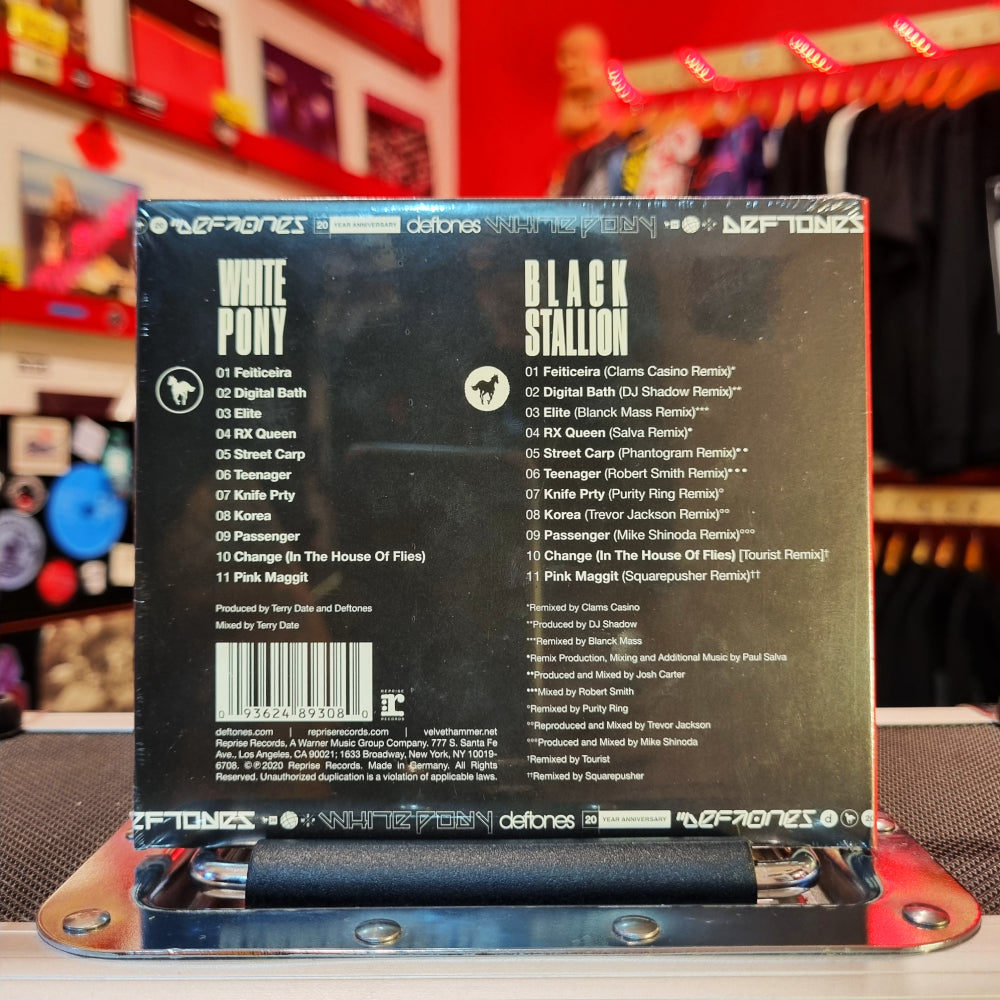 DEFTONES 20 YEAR ANNIVERSARY deftones WHITE PONY DEFTONES
WHITE
PONY
01 Feiticeira
02 Digital Bath
03 Elite
04 RX Queen
05 Street Carp
06 Teenager
07 Knife Prty
08 Korea
09 Passenger
10 Change (In The House Of Flies)
11 Pink Maggit
Produced by Terry Date and Deftones
Mixed by Terry Date
BLACK
STALLION
01 Feiticeira (Clams Casino Remix)*
02 Digital Bath (DJ Shadow Remix)**
03 Elite (Blanck Mass Remix)***
04 RX Queen (Salva Remix)•
05 Street Carp (Phantogram Remix)••
06 Teenager (Robert Smith Remix)•••
07 Knife Prty (Purity Ring Remix)°
08 Korea (Trevor Jackson Remix)°°
09 Passenger (Mike Shinoda Remix)°°°
10 Change (In The House Of Flies) [Tourist Remix]†
11 Pink Maggit (Squarepusher Remix)††
*Remixed by Clams Casino
**Produced by DJ Shadow
***Remixed by Blanck Mass
•Remix Production, Mixing and Additional Music by Paul Salva
••Produced and Mixed by Josh Carter
•••Mixed by Robert Smith
°Remixed by Purity Ring
°°Reproduced and Mixed by Trevor Jackson
°°°Produced and Mixed by Mike Shinoda
†Remixed by Tourist
††Remixed by Squarepusher
0 93624 89308 0
REPRISE
r
RECORDS
deftones.com | repriserecords.com | velvethammer.net
Reprise Records, A Warner Music Group Company. 777 S. Santa Fe
Ave., Los Angeles, CA 90021; 1633 Broadway, New York, NY 10019-
6708. ©℗2020 Reprise Records. Made in Germany. All Rights
Reserved. Unauthorized duplication is a violation of applicable laws.
EFTONES WHITE PONY deftones 20 YEAR ANNIVERSARY DEFTONES